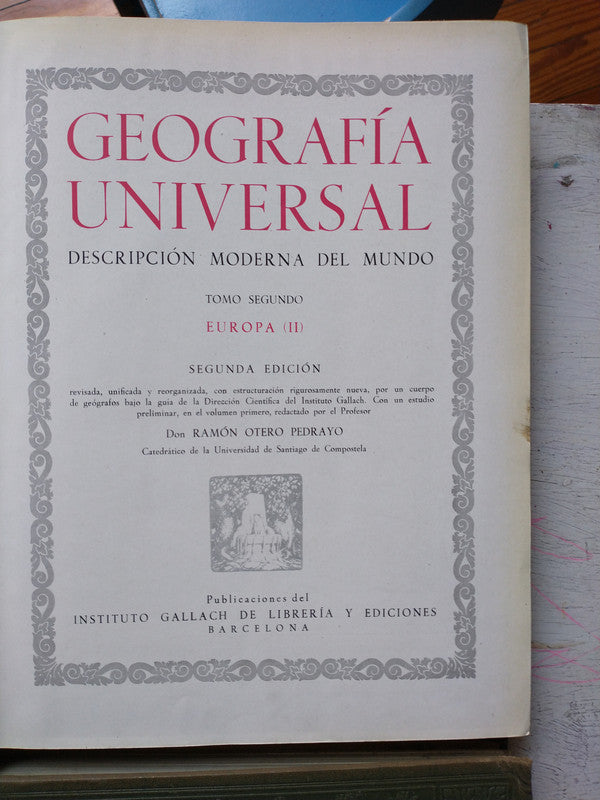 GEOGRAFÍA
UNIVERSAL
DESCRIPCIÓN MODERNA DEL MUNDO
TOMO SEGUNDO
EUROPA (II)
SEGUNDA EDICIÓN
revisada, unificada y reorganizada, con estructuración rigurosamente nueva, por un cuerpo
de geógrafos bajo la guía de la Dirección Científica del Instituto Gallach. Con un estudio
preliminar, en el volumen primero, redactado por el Profesor
Don RAMÓN OTERO PEDRAYO
Catedrático de la Universidad de Santiago de Compostela
Publicaciones del
INSTITUTO GALLACH DE LIBRERÍA Y EDICIONES
BARCELONA